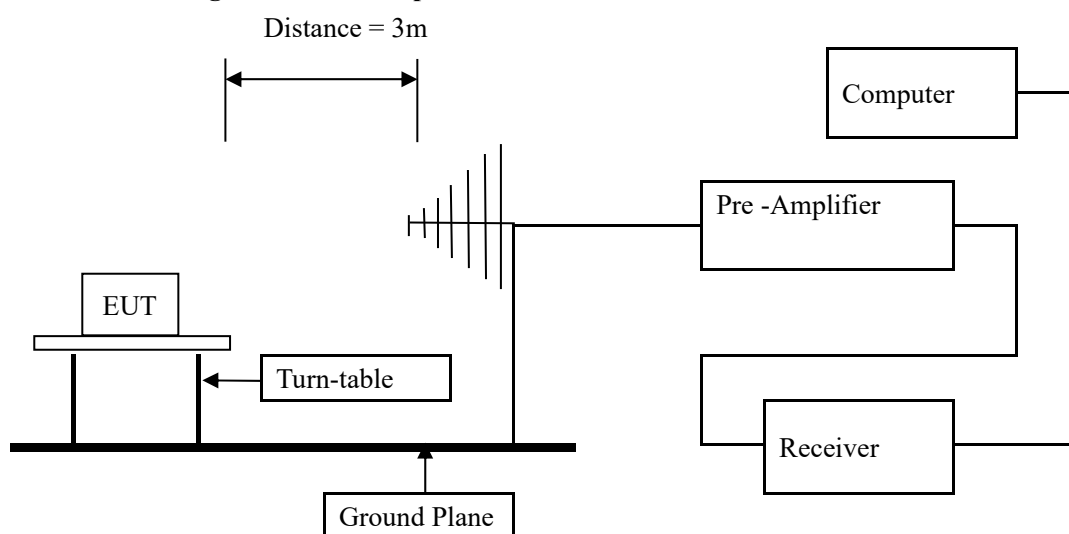 Distance = 3m
Computer
Pre -Amplifier
EUT
Turn-table
Receiver
Ground Plane